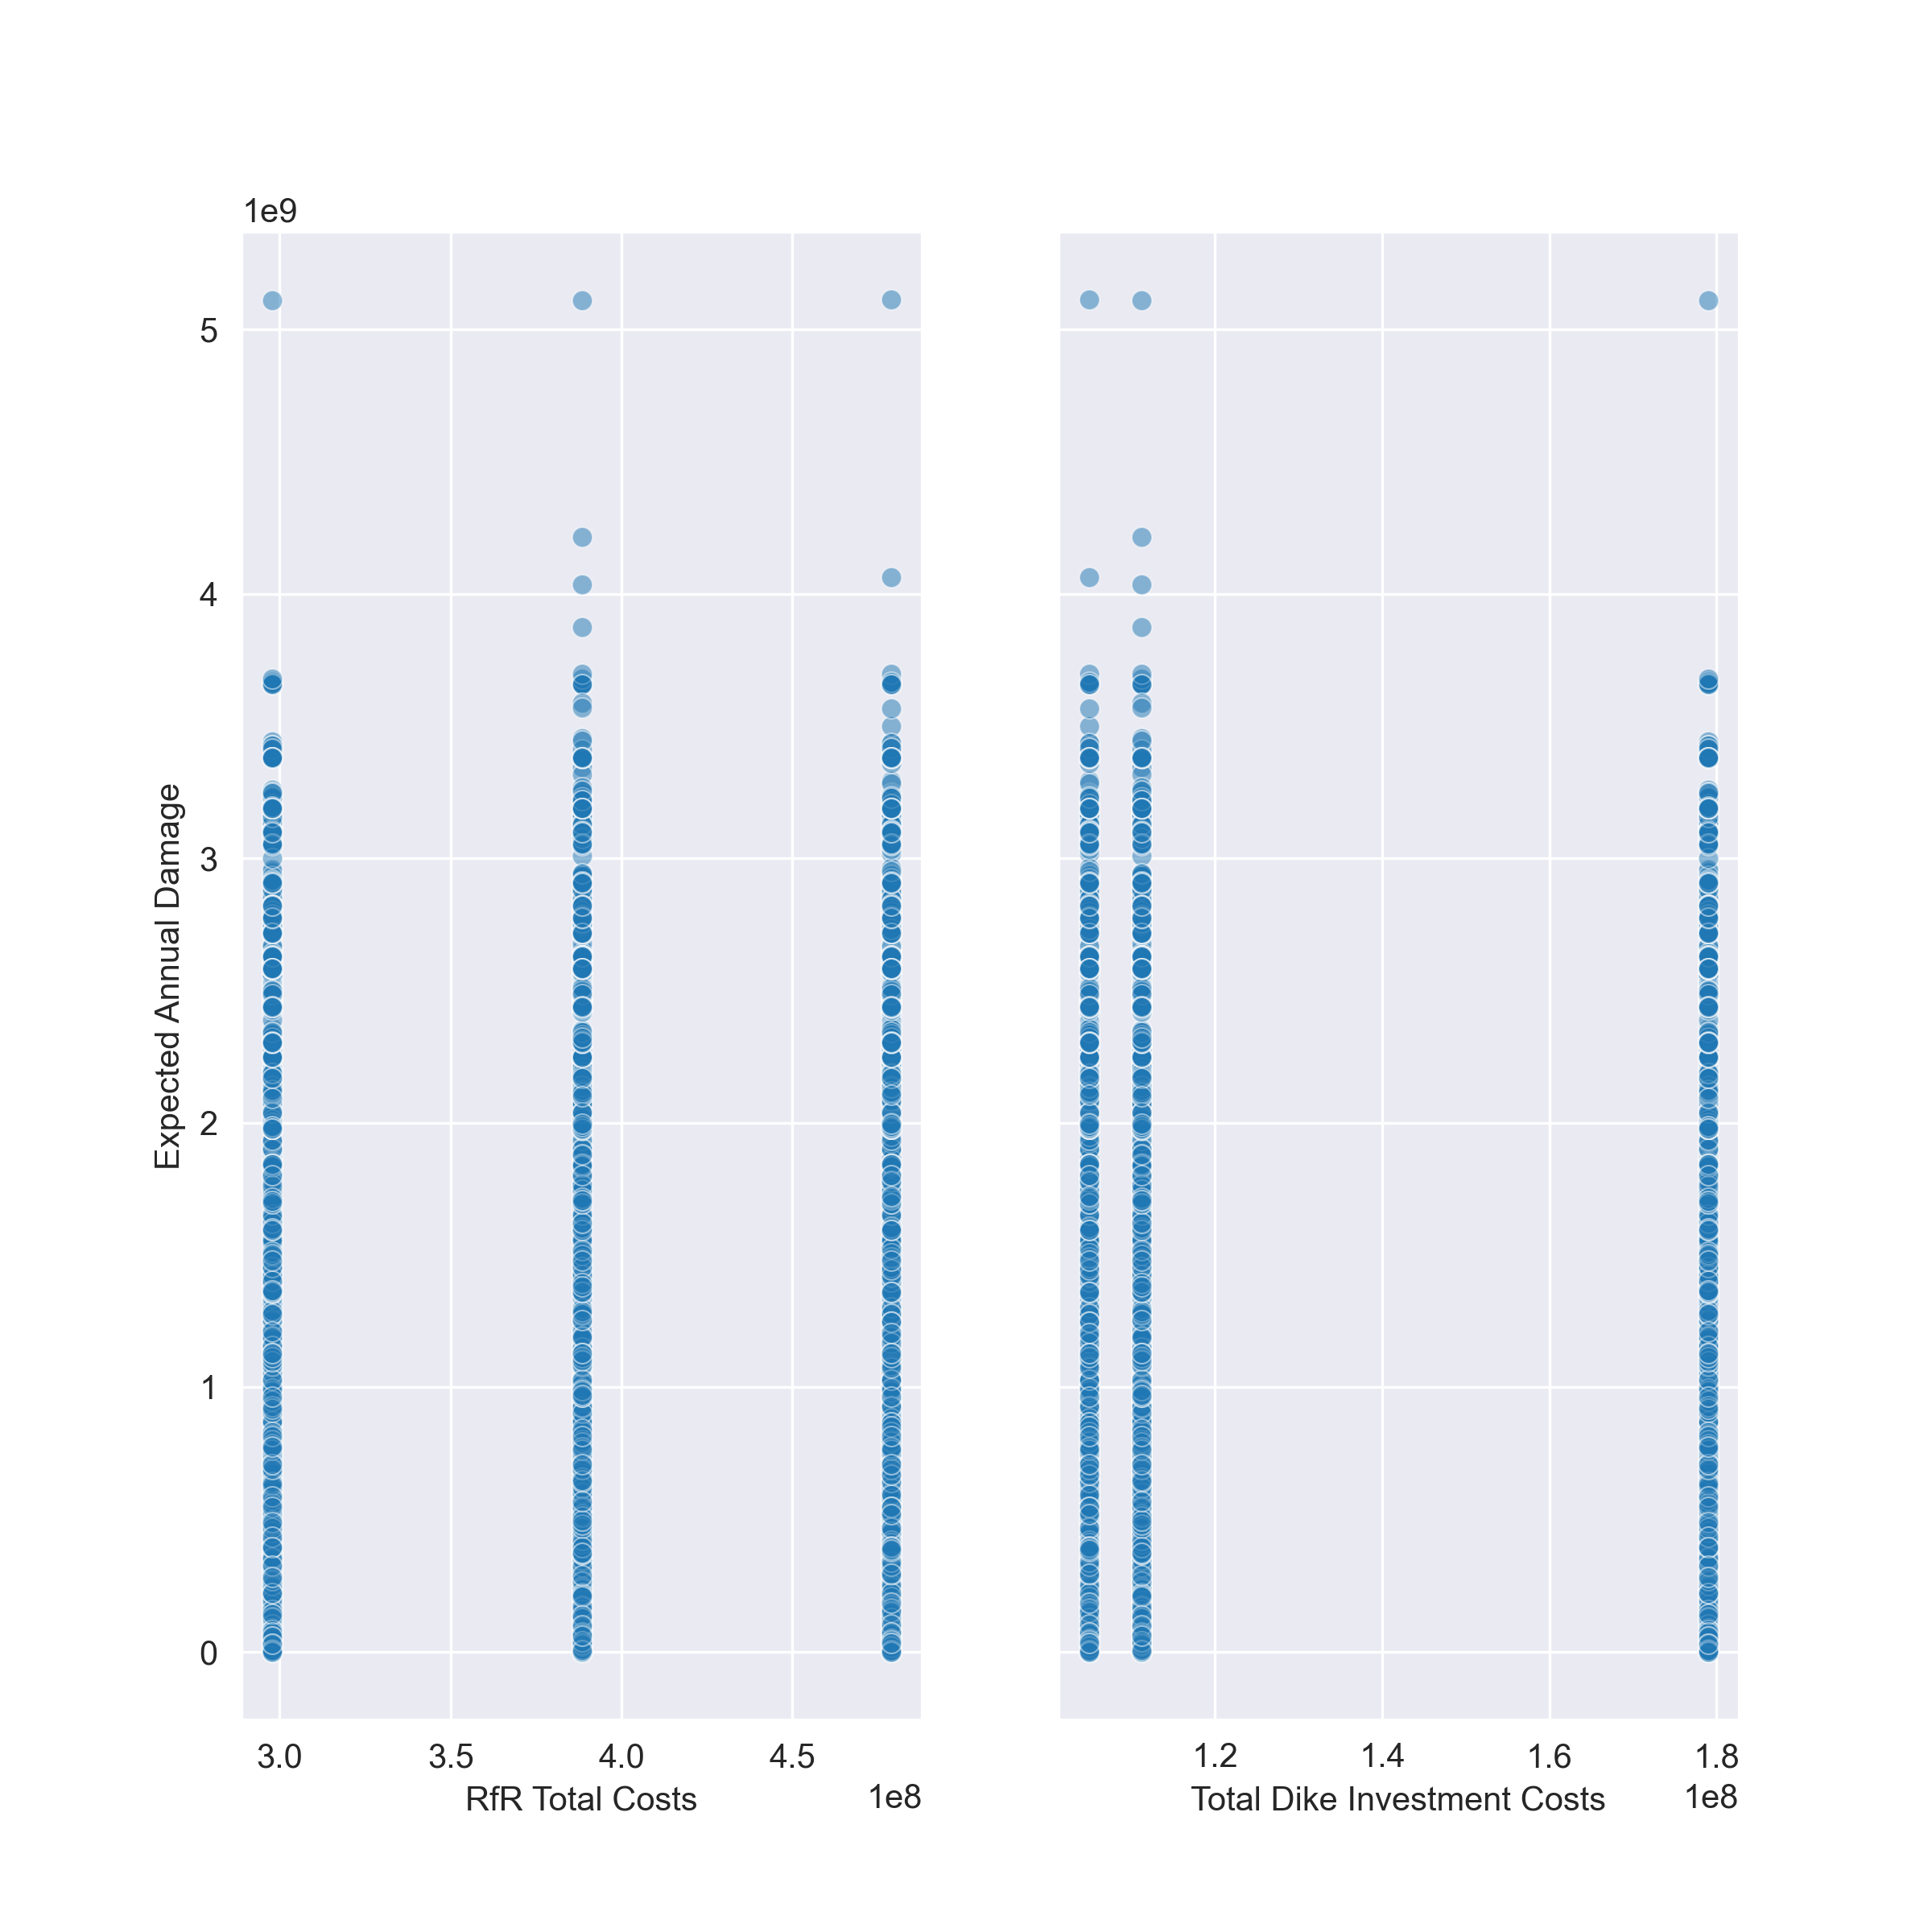 1e9
5
4
3
2
1
0
Expected Annual Damage
3.0 3.5 4.0 4.5
RfR Total Costs
1e8
1.2 1.4 1.6 1.8
Total Dike Investment Costs
1e8